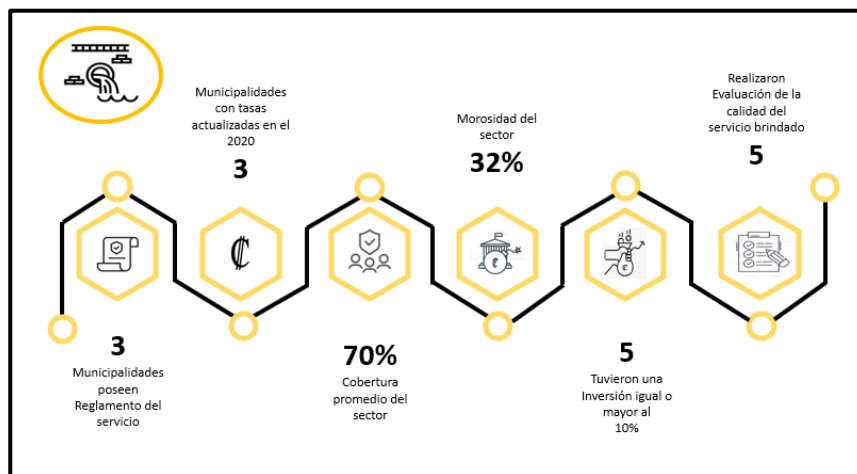 Municipalidades
con tasas
actualizadas en el
2020
3
Morosidad del
sector
32%
Realizaron
Evaluación de la
calidad del
servicio brindado
5
₡
3
Municipalidades
poseen
Reglamento del
servicio
70%
Cobertura
promedio del
sector
5
Tuvieron una
Inversión igual o
mayor al
10%